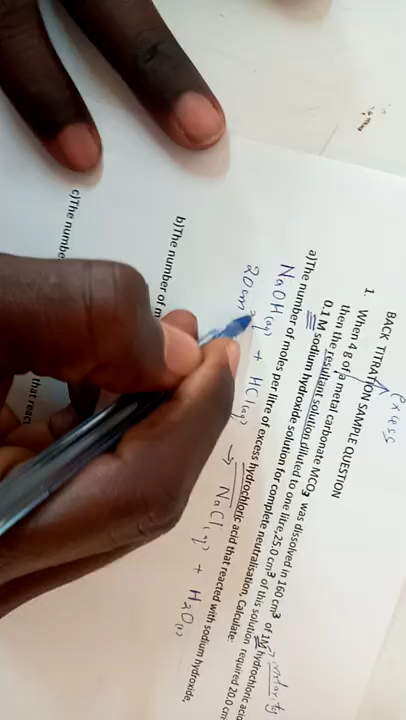 Excess
BACK TITRATION SAMPLE QUESTION
1. When 4 g of a metal carbonate MCO3 was dissolved in 160 cm3 of 1M hydrochloric acid
then the resultant solution diluted to one litre, 25.0 cm3 of this solution required 20.0 cm
0.1 M sodium hydroxide solution for complete neutralisation, Calculate:
molarity
a)The number of moles per litre of excess hydrochloric acid that reacted with sodium hydroxide,
NaOH(aq) + HCl(aq) → NaCl(aq) + H2O(l)
20cm3
b)The number of m
c)The numbe
that react